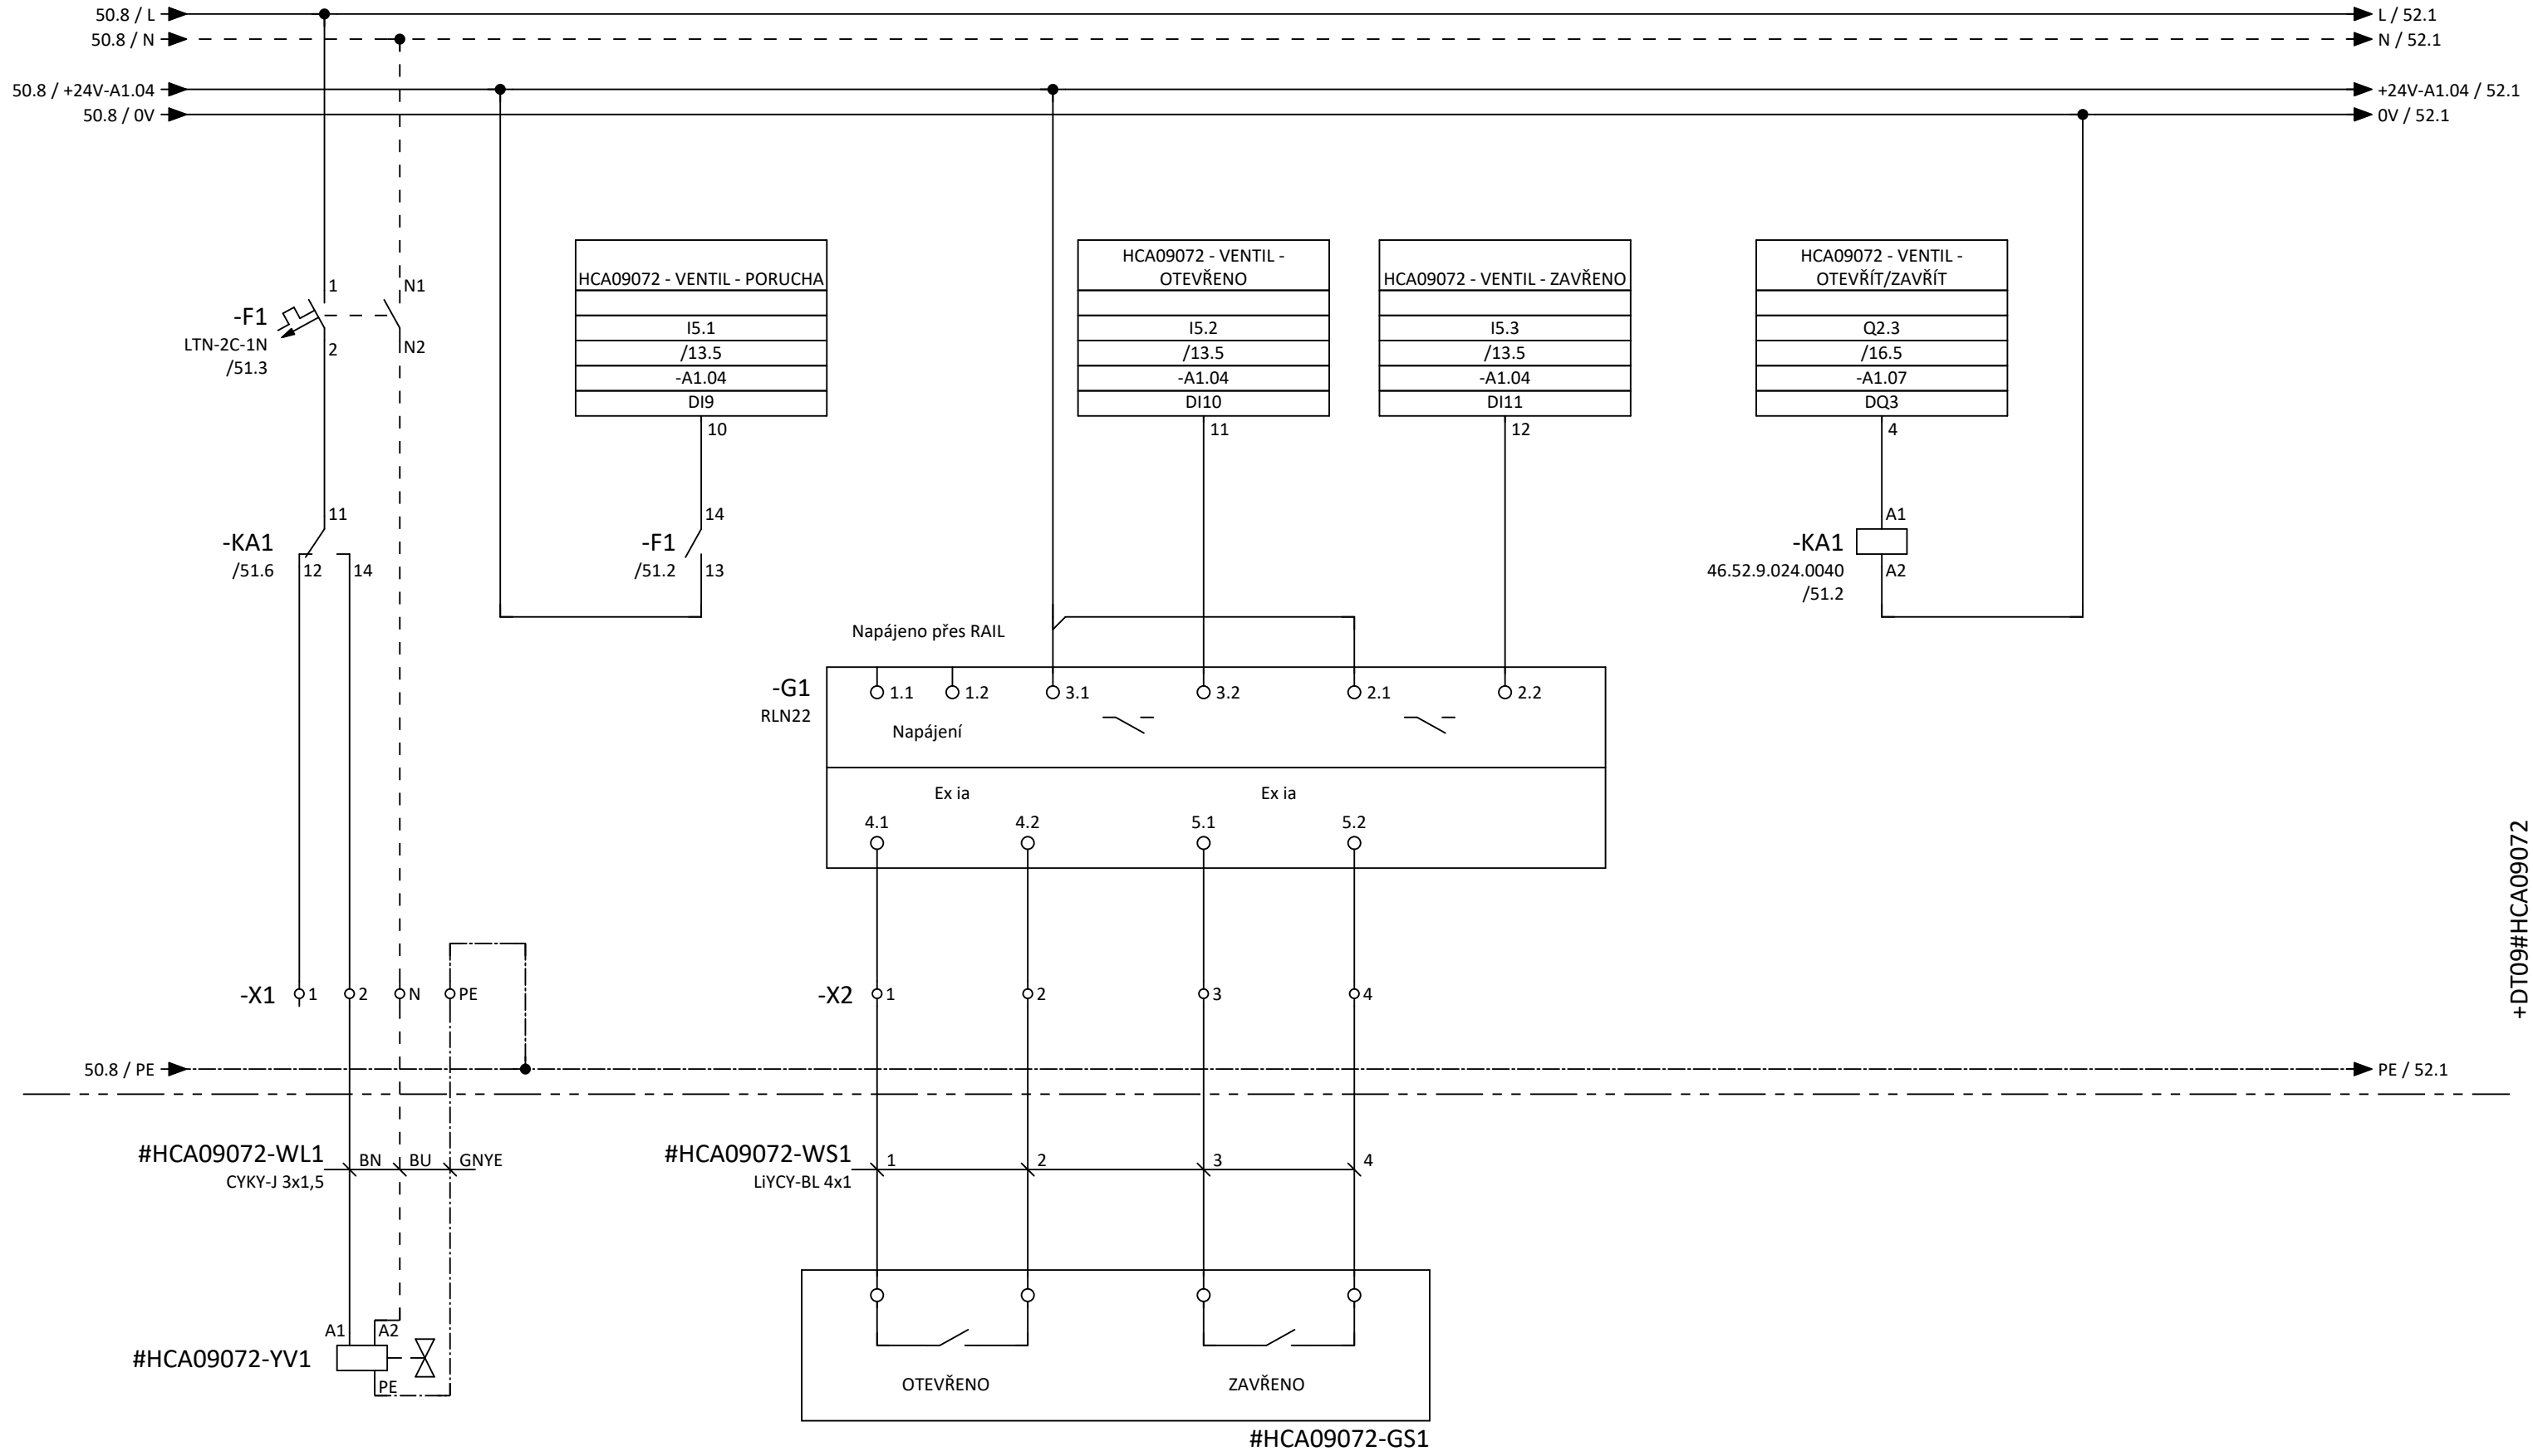 50.8 / L
L / 52.1
50.8 / N
N / 52.1
50.8 / +24V-A1.04
+24V-A1.04 / 52.1
50.8 / 0V
0V / 52.1
HCA09072 - VENTIL - PORUCHA
I5.1
/13.5
-A1.04
DI9
10
HCA09072 - VENTIL -
OTEVŘENO
I5.2
/13.5
-A1.04
DI10
11
HCA09072 - VENTIL - ZAVŘENO
I5.3
/13.5
-A1.04
DI11
12
HCA09072 - VENTIL -
OTEVŘÍT/ZAVŘÍT
Q2.3
/16.5
-A1.07
DQ3
4
1
N1
-F1
LTN-2C-1N
/51.3
2
N2
11
-KA1
/51.6
12
14
14
-F1
/51.2
13
A1
-KA1
46.52.9.024.0040
/51.2
A2
Napájeno přes RAIL
-G1
RLN22
1.1
1.2
3.1
3.2
2.1
2.2
Napájení
Ex ia
Ex ia
4.1
4.2
5.1
5.2
+DT09#HCA09072
-X1
1
2
N
PE
-X2
1
2
3
4
50.8 / PE
PE / 52.1
#HCA09072-WL1
CYKY-J 3x1,5
BN
BU
GNYE
#HCA09072-WS1
LiYCY-BL 4x1
1
2
3
4
A1
A2
#HCA09072-YV1
PE
OTEVŘENO
ZAVŘENO
#HCA09072-GS1